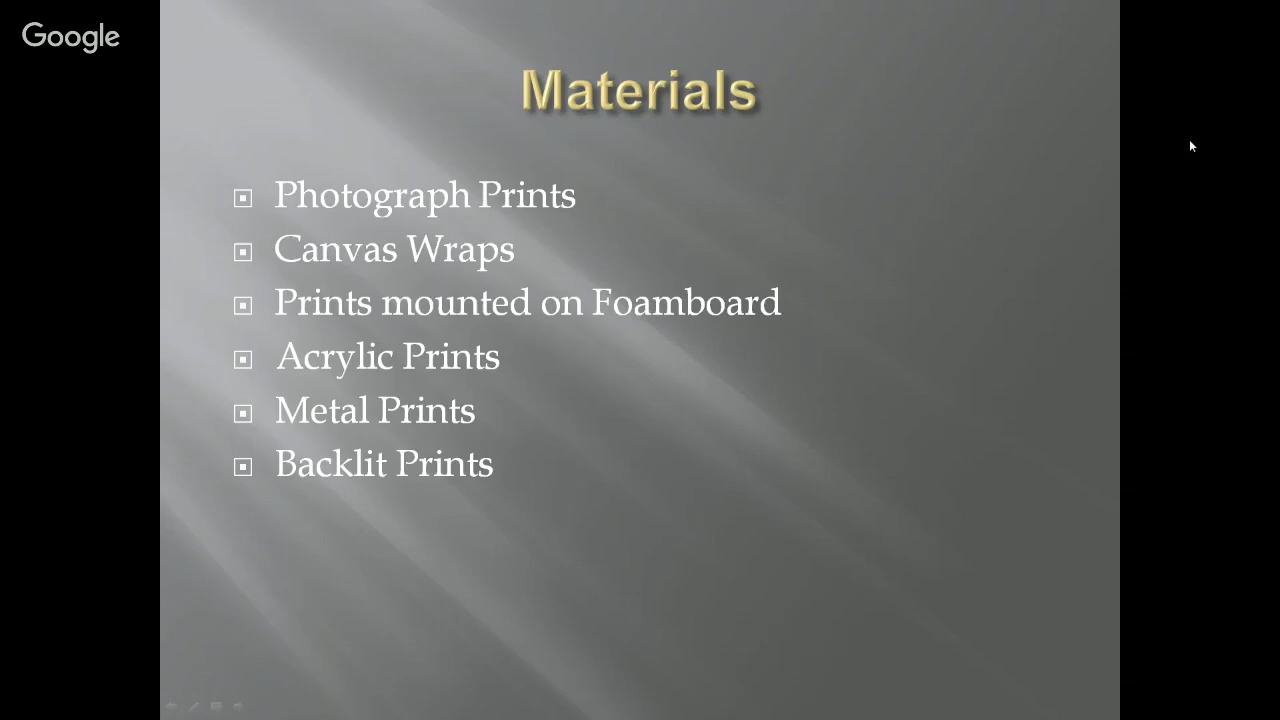 Google
Materials
Photograph Prints
Canvas Wraps
Prints mounted on Foamboard
Acrylic Prints
Metal Prints
Backlit Prints